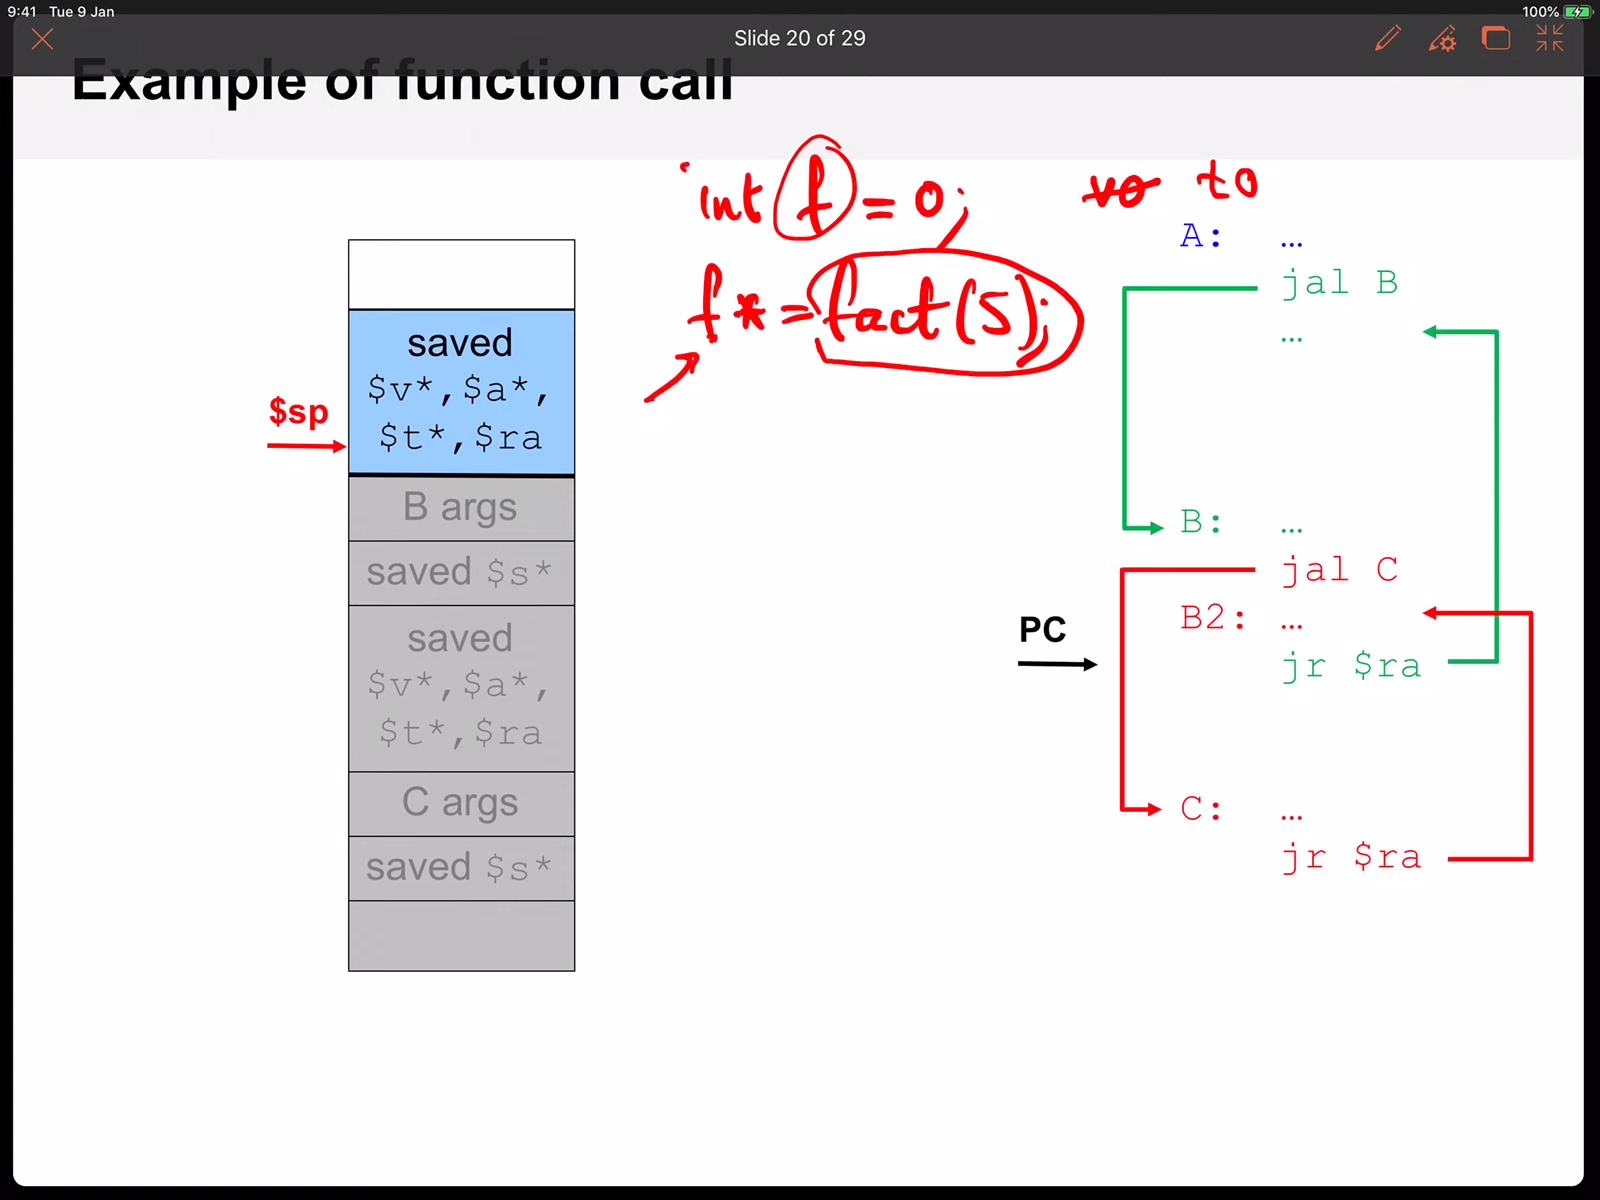 9:41 Tue 9 Jan
100%
Slide 20 of 29
Example of function call
int f = 0;
f* = fact(5);
v0 t0
saved
$v*,$a*,
$t*,$ra
$sp
B args
saved $s*
saved
$v*,$a*,
$t*,$ra
C args
saved $s*
A: …
jal B
…
B: …
jal C
B2: …
jr $ra
PC
C: …
jr $ra